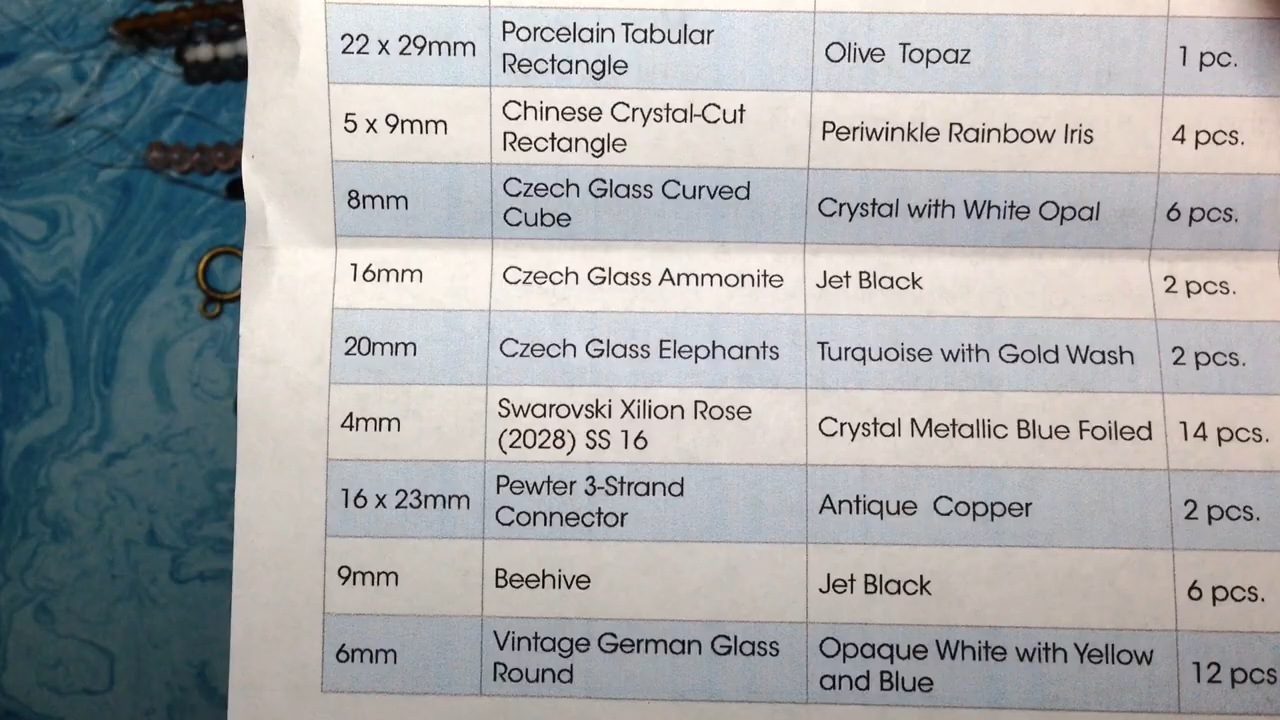 22 x 29mm Porcelain Tabular Rectangle Olive Topaz 1 pc.
5 x 9mm Chinese Crystal-Cut Rectangle Periwinkle Rainbow Iris 4 pcs.
8mm Czech Glass Curved Cube Crystal with White Opal 6 pcs.
16mm Czech Glass Ammonite Jet Black 2 pcs.
20mm Czech Glass Elephants Turquoise with Gold Wash 2 pcs.
4mm Swarovski Xilion Rose (2028) SS 16 Crystal Metallic Blue Foiled 14 pcs.
16 x 23mm Pewter 3-Strand Connector Antique Copper 2 pcs.
9mm Beehive Jet Black 6 pcs.
6mm Vintage German Glass Round Opaque White with Yellow and Blue 12 pcs